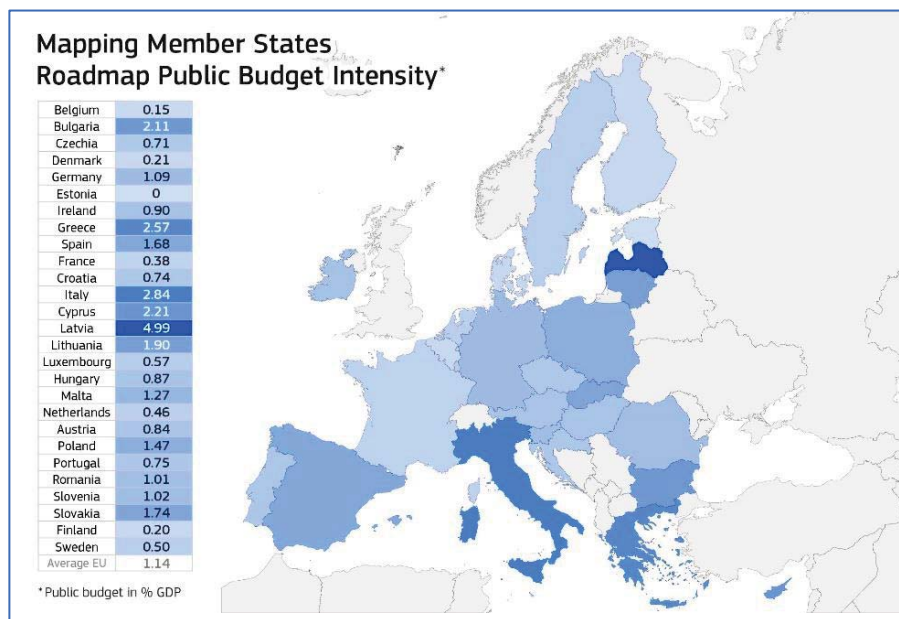 Mapping Member States
Roadmap Public Budget Intensity*
Belgium 0.15
Bulgaria 2.11
Czechia 0.71
Denmark 0.21
Germany 1.09
Estonia 0
Ireland 0.90
Greece 2.57
Spain 1.68
France 0.38
Croatia 0.74
Italy 2.84
Cyprus 2.21
Latvia 4.99
Lithuania 1.90
Luxembourg 0.57
Hungary 0.87
Malta 1.27
Netherlands 0.46
Austria 0.84
Poland 1.47
Portugal 0.75
Romania 1.01
Slovenia 1.02
Slovakia 1.74
Finland 0.20
Sweden 0.50
Average EU 1.14
*Public budget in % GDP